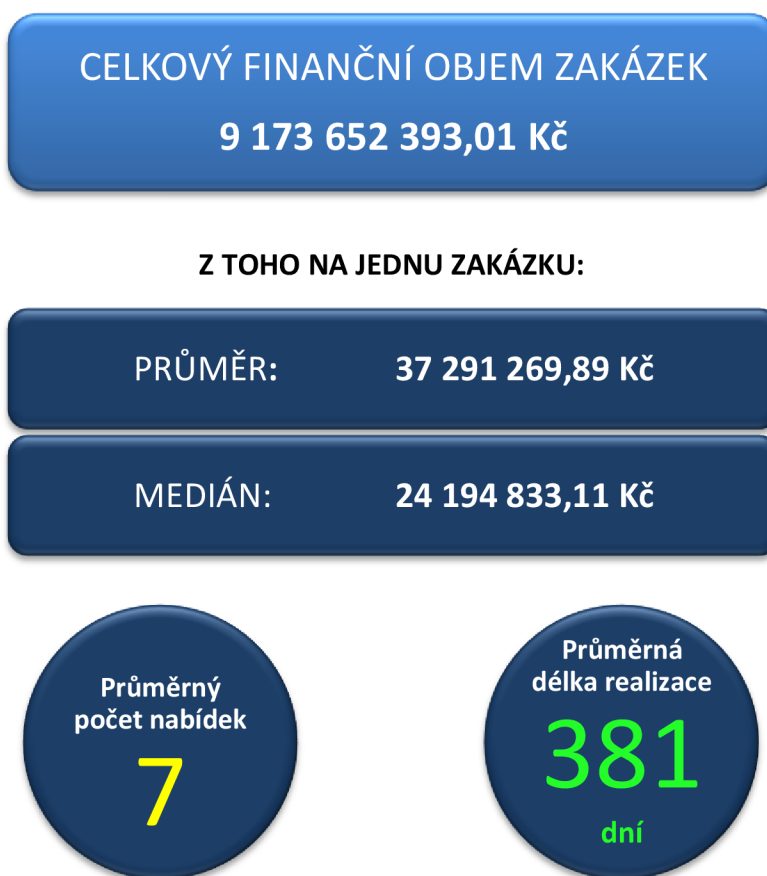 CELKOVÝ FINANČNÍ OBJEM ZAKÁZEK
9 173 652 393,01 Kč
Z TOHO NA JEDNU ZAKÁZKU:
PRŮMĚR: 37 291 269,89 Kč
MEDIÁN: 24 194 833,11 Kč
Průměrný
počet nabídek
7
Průměrná
délka realizace
381
dní